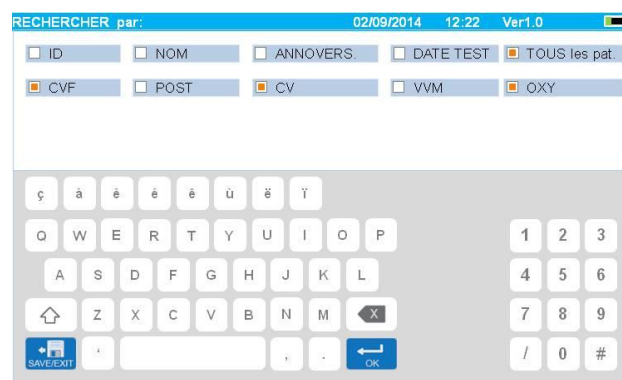 RECHERCHER par: 02/09/2014 12:22 Ver1.0
ID NOM ANNOVERS. DATE TEST TOUS les pat.
CVF POST CV VVM OXY
ç à è é ê ù ë ï
Q W E R T Y U I O P 1 2 3
A S D F G H J K L 4 5 6
Z X C V B N M X 7 8 9
SAVE/EXIT ' , . OK / 0 #